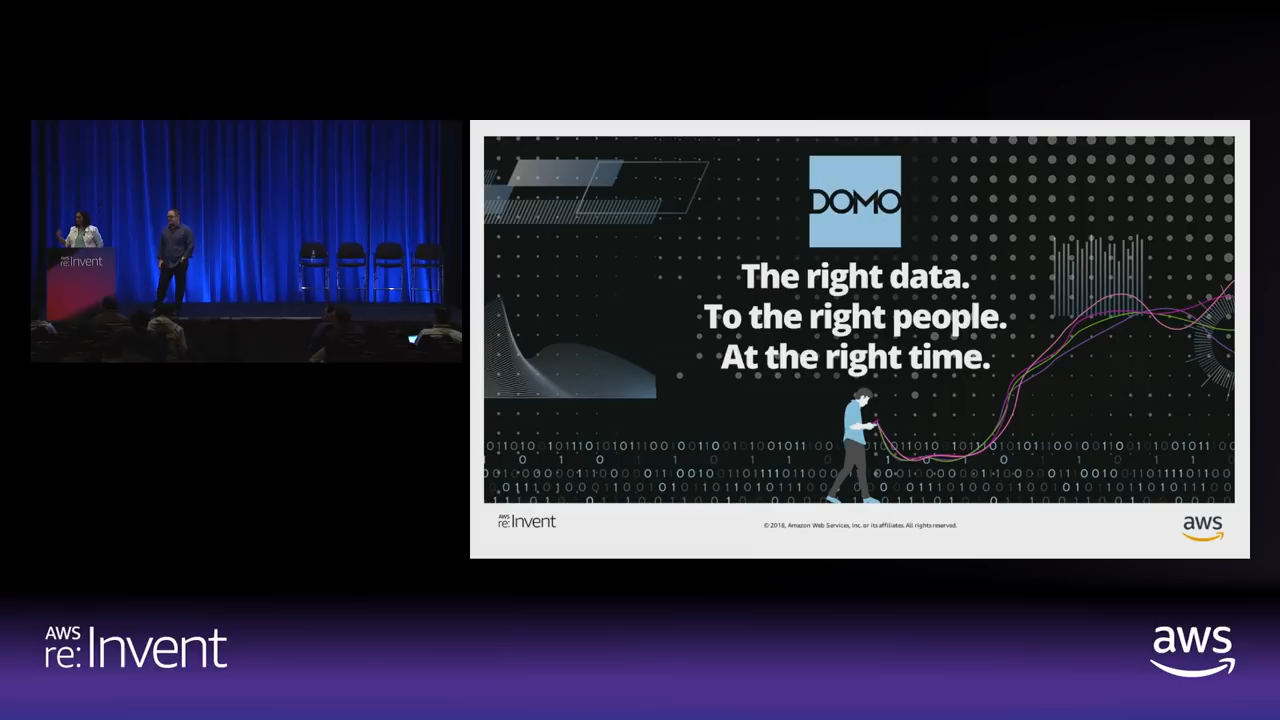 AWS
re:Invent
DOMO
The right data.
To the right people.
At the right time.
AWS
re:Invent
© 2018, Amazon Web Services, Inc. or its affiliates. All rights reserved.
aws
AWS
re:Invent
aws